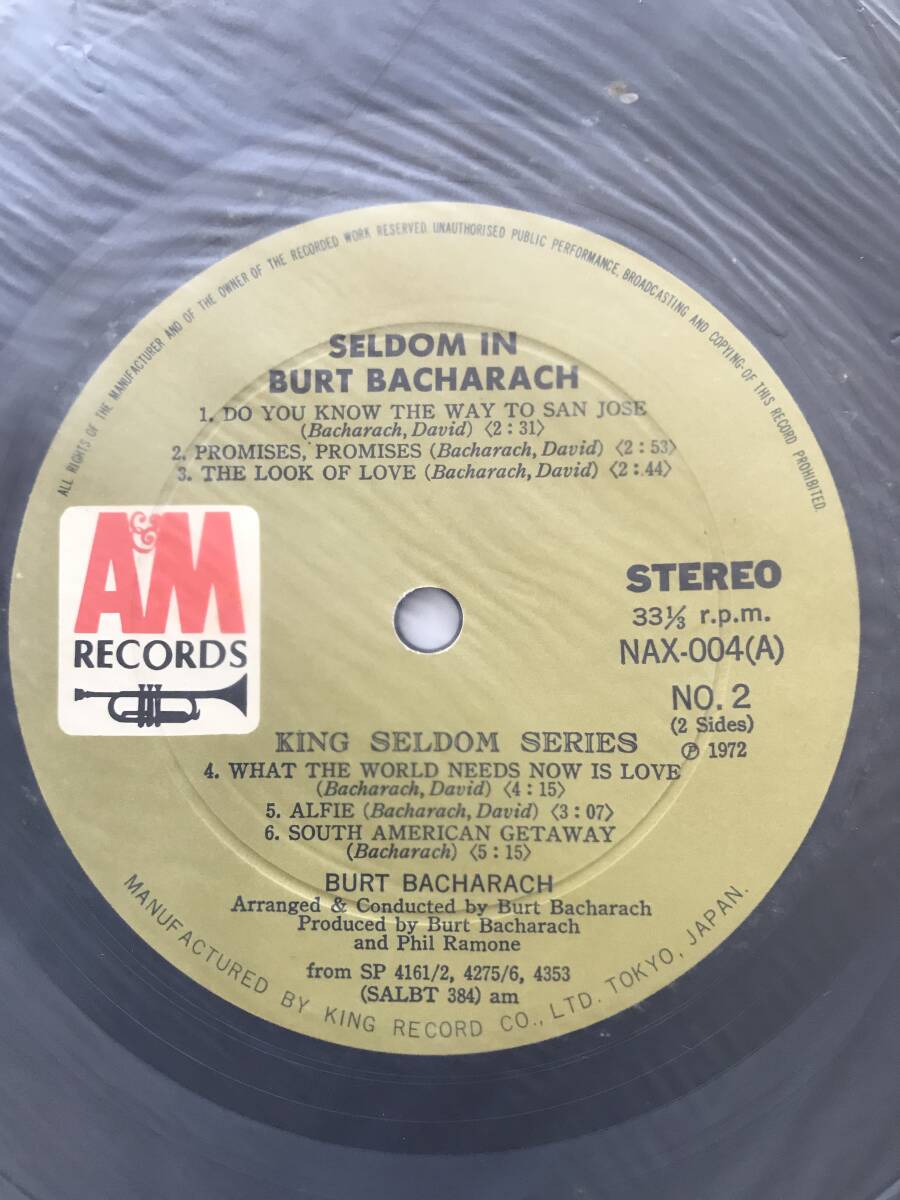 ALL RIGHTS OF THE MANUFACTURER AND OF THE OWNER OF THE RECORDED WORK RESERVED. UNAUTHORISED PUBLIC PERFORMANCE, BROADCASTING AND COPYING OF THIS RECORD PROHIBITED.
SELDOM IN
BURT BACHARACH
1. DO YOU KNOW THE WAY TO SAN JOSE
(Bacharach, David) ⟨2:31⟩
2. PROMISES, PROMISES (Bacharach, David) ⟨2:53⟩
3. THE LOOK OF LOVE (Bacharach, David) ⟨2:44⟩
A&M
RECORDS
STEREO
33⅓ r.p.m.
NAX-004(A)
NO. 2
(2 Sides)
℗ 1972
KING SELDOM SERIES
4. WHAT THE WORLD NEEDS NOW IS LOVE
(Bacharach, David) ⟨4:15⟩
5. ALFIE (Bacharach, David) ⟨3:07⟩
6. SOUTH AMERICAN GETAWAY
(Bacharach) ⟨5:15⟩
BURT BACHARACH
Arranged & Conducted by Burt Bacharach
Produced by Burt Bacharach
and Phil Ramone
from SP 4161/2, 4275/6, 4353
(SALBT 384) am
MANUFACTURED BY KING RECORD CO., LTD. TOKYO, JAPAN.